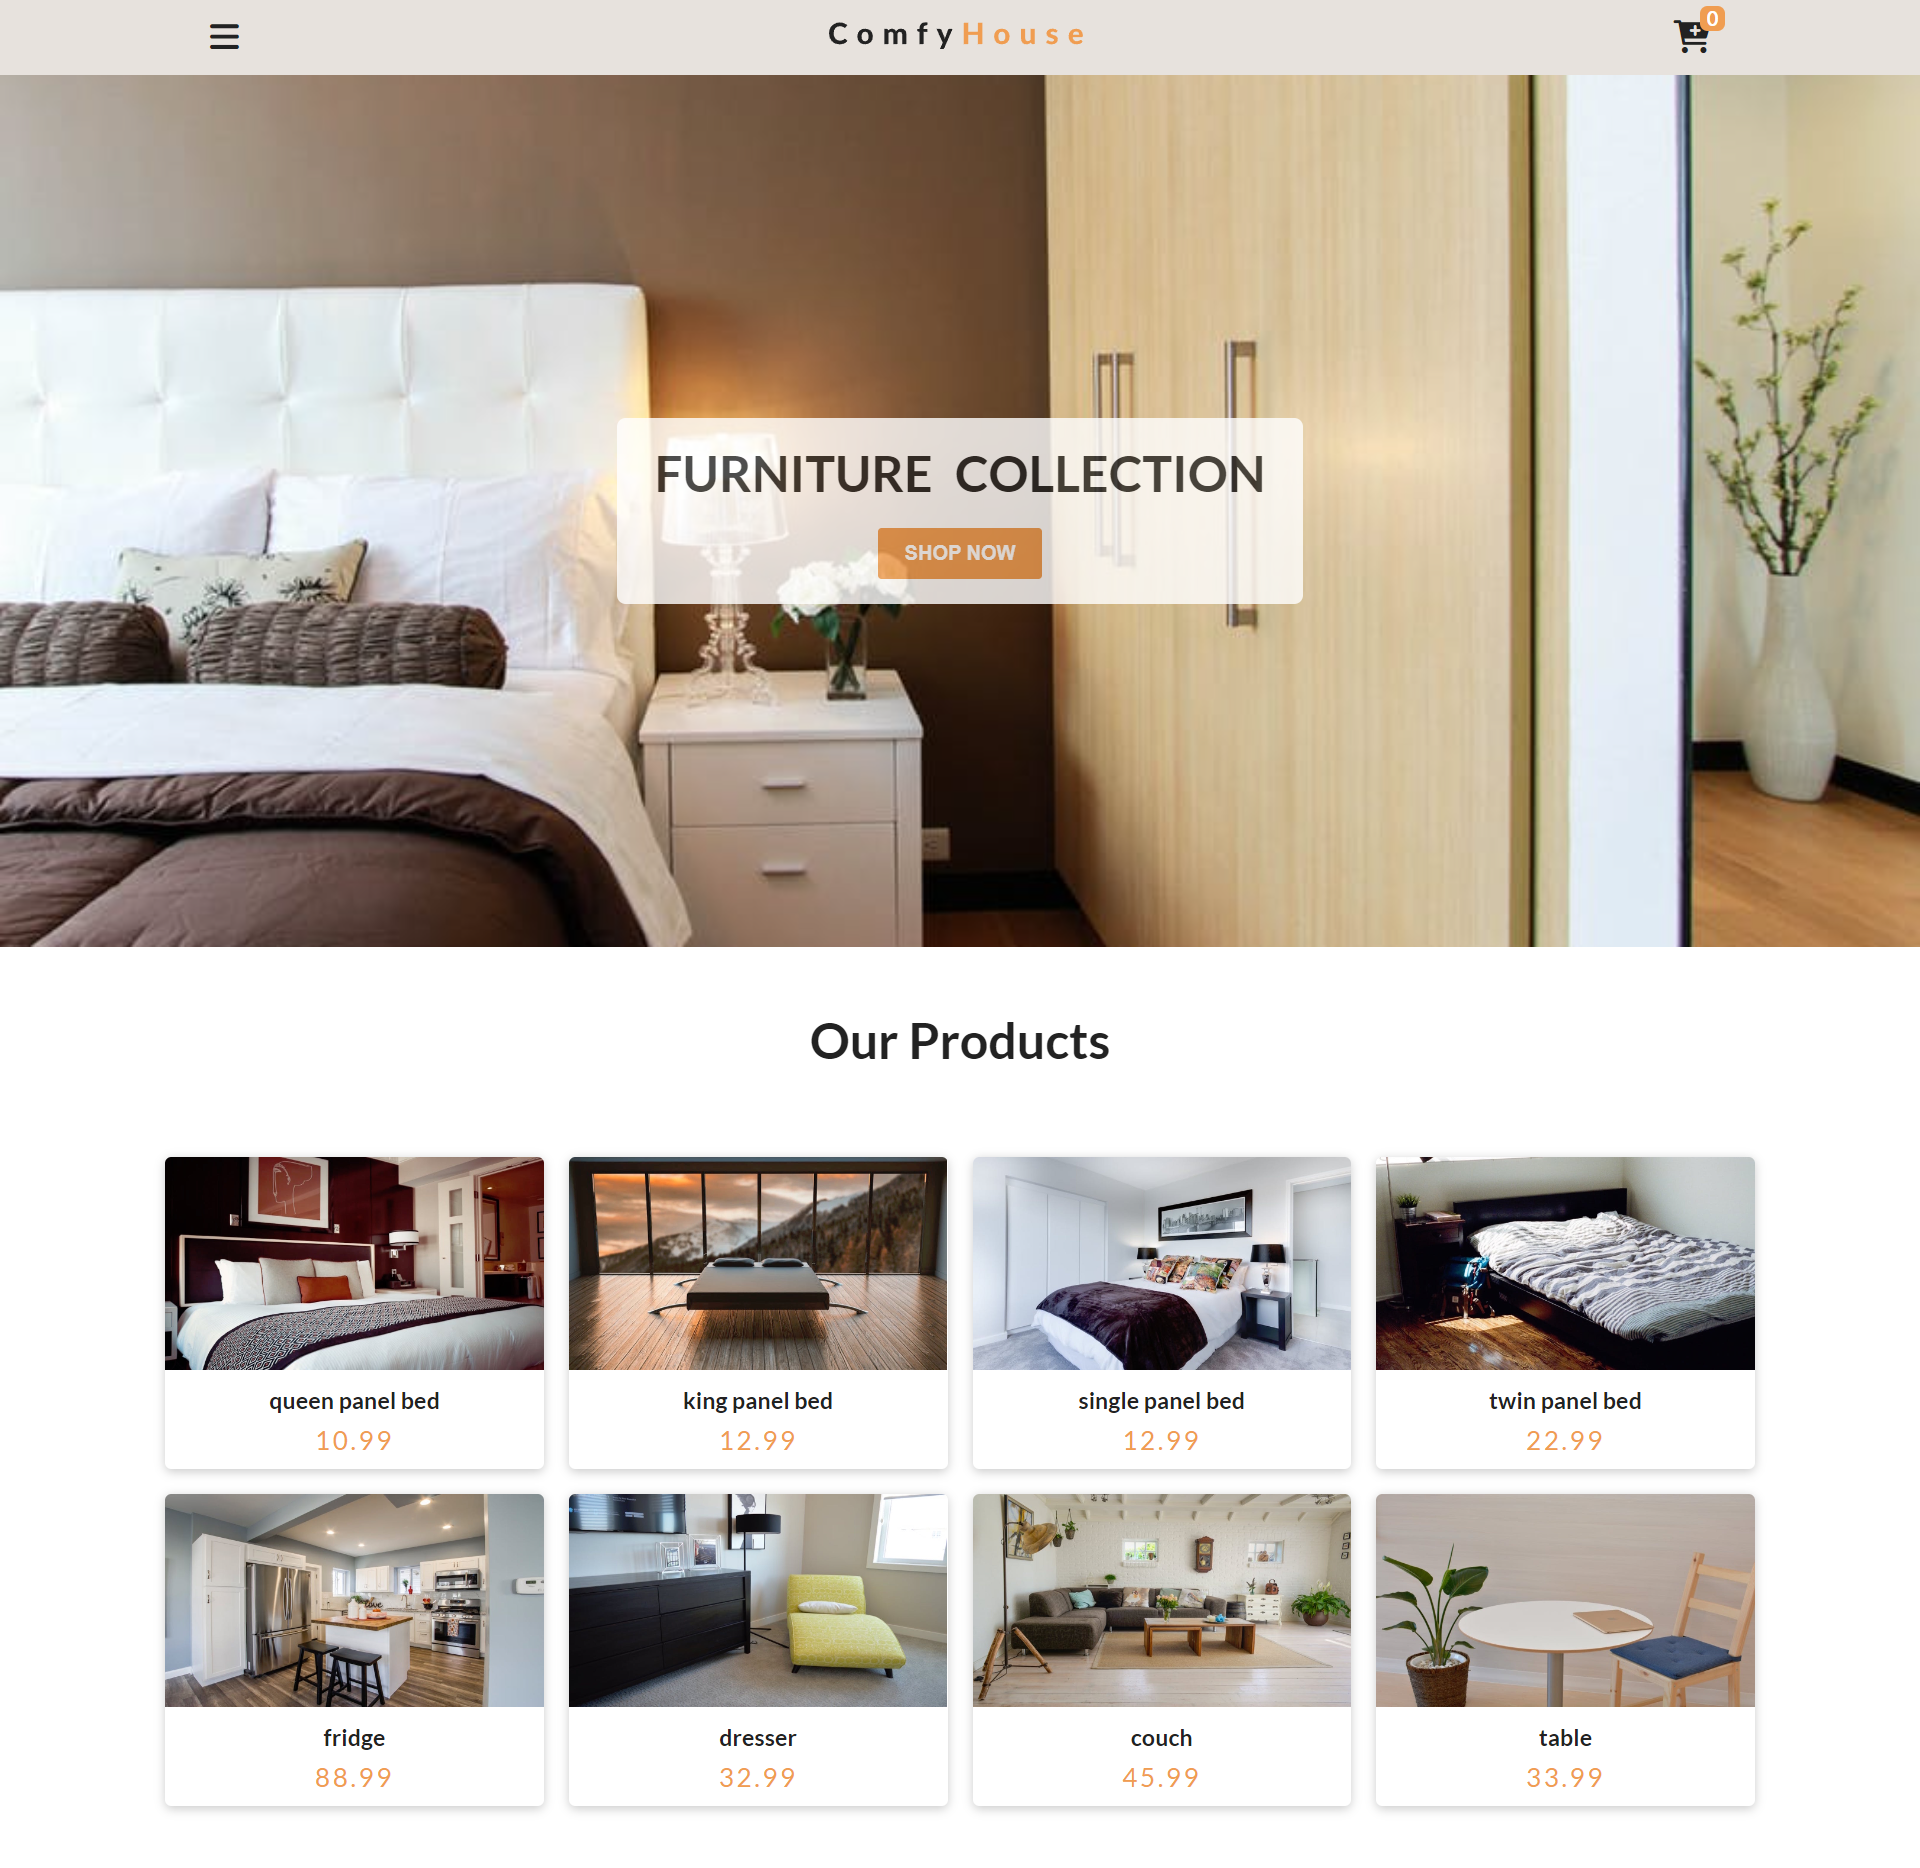 ComfyHouse
0
FURNITURE COLLECTION
SHOP NOW
Our Products
queen panel bed
10.99
king panel bed
12.99
single panel bed
12.99
twin panel bed
22.99
fridge
88.99
dresser
32.99
couch
45.99
table
33.99